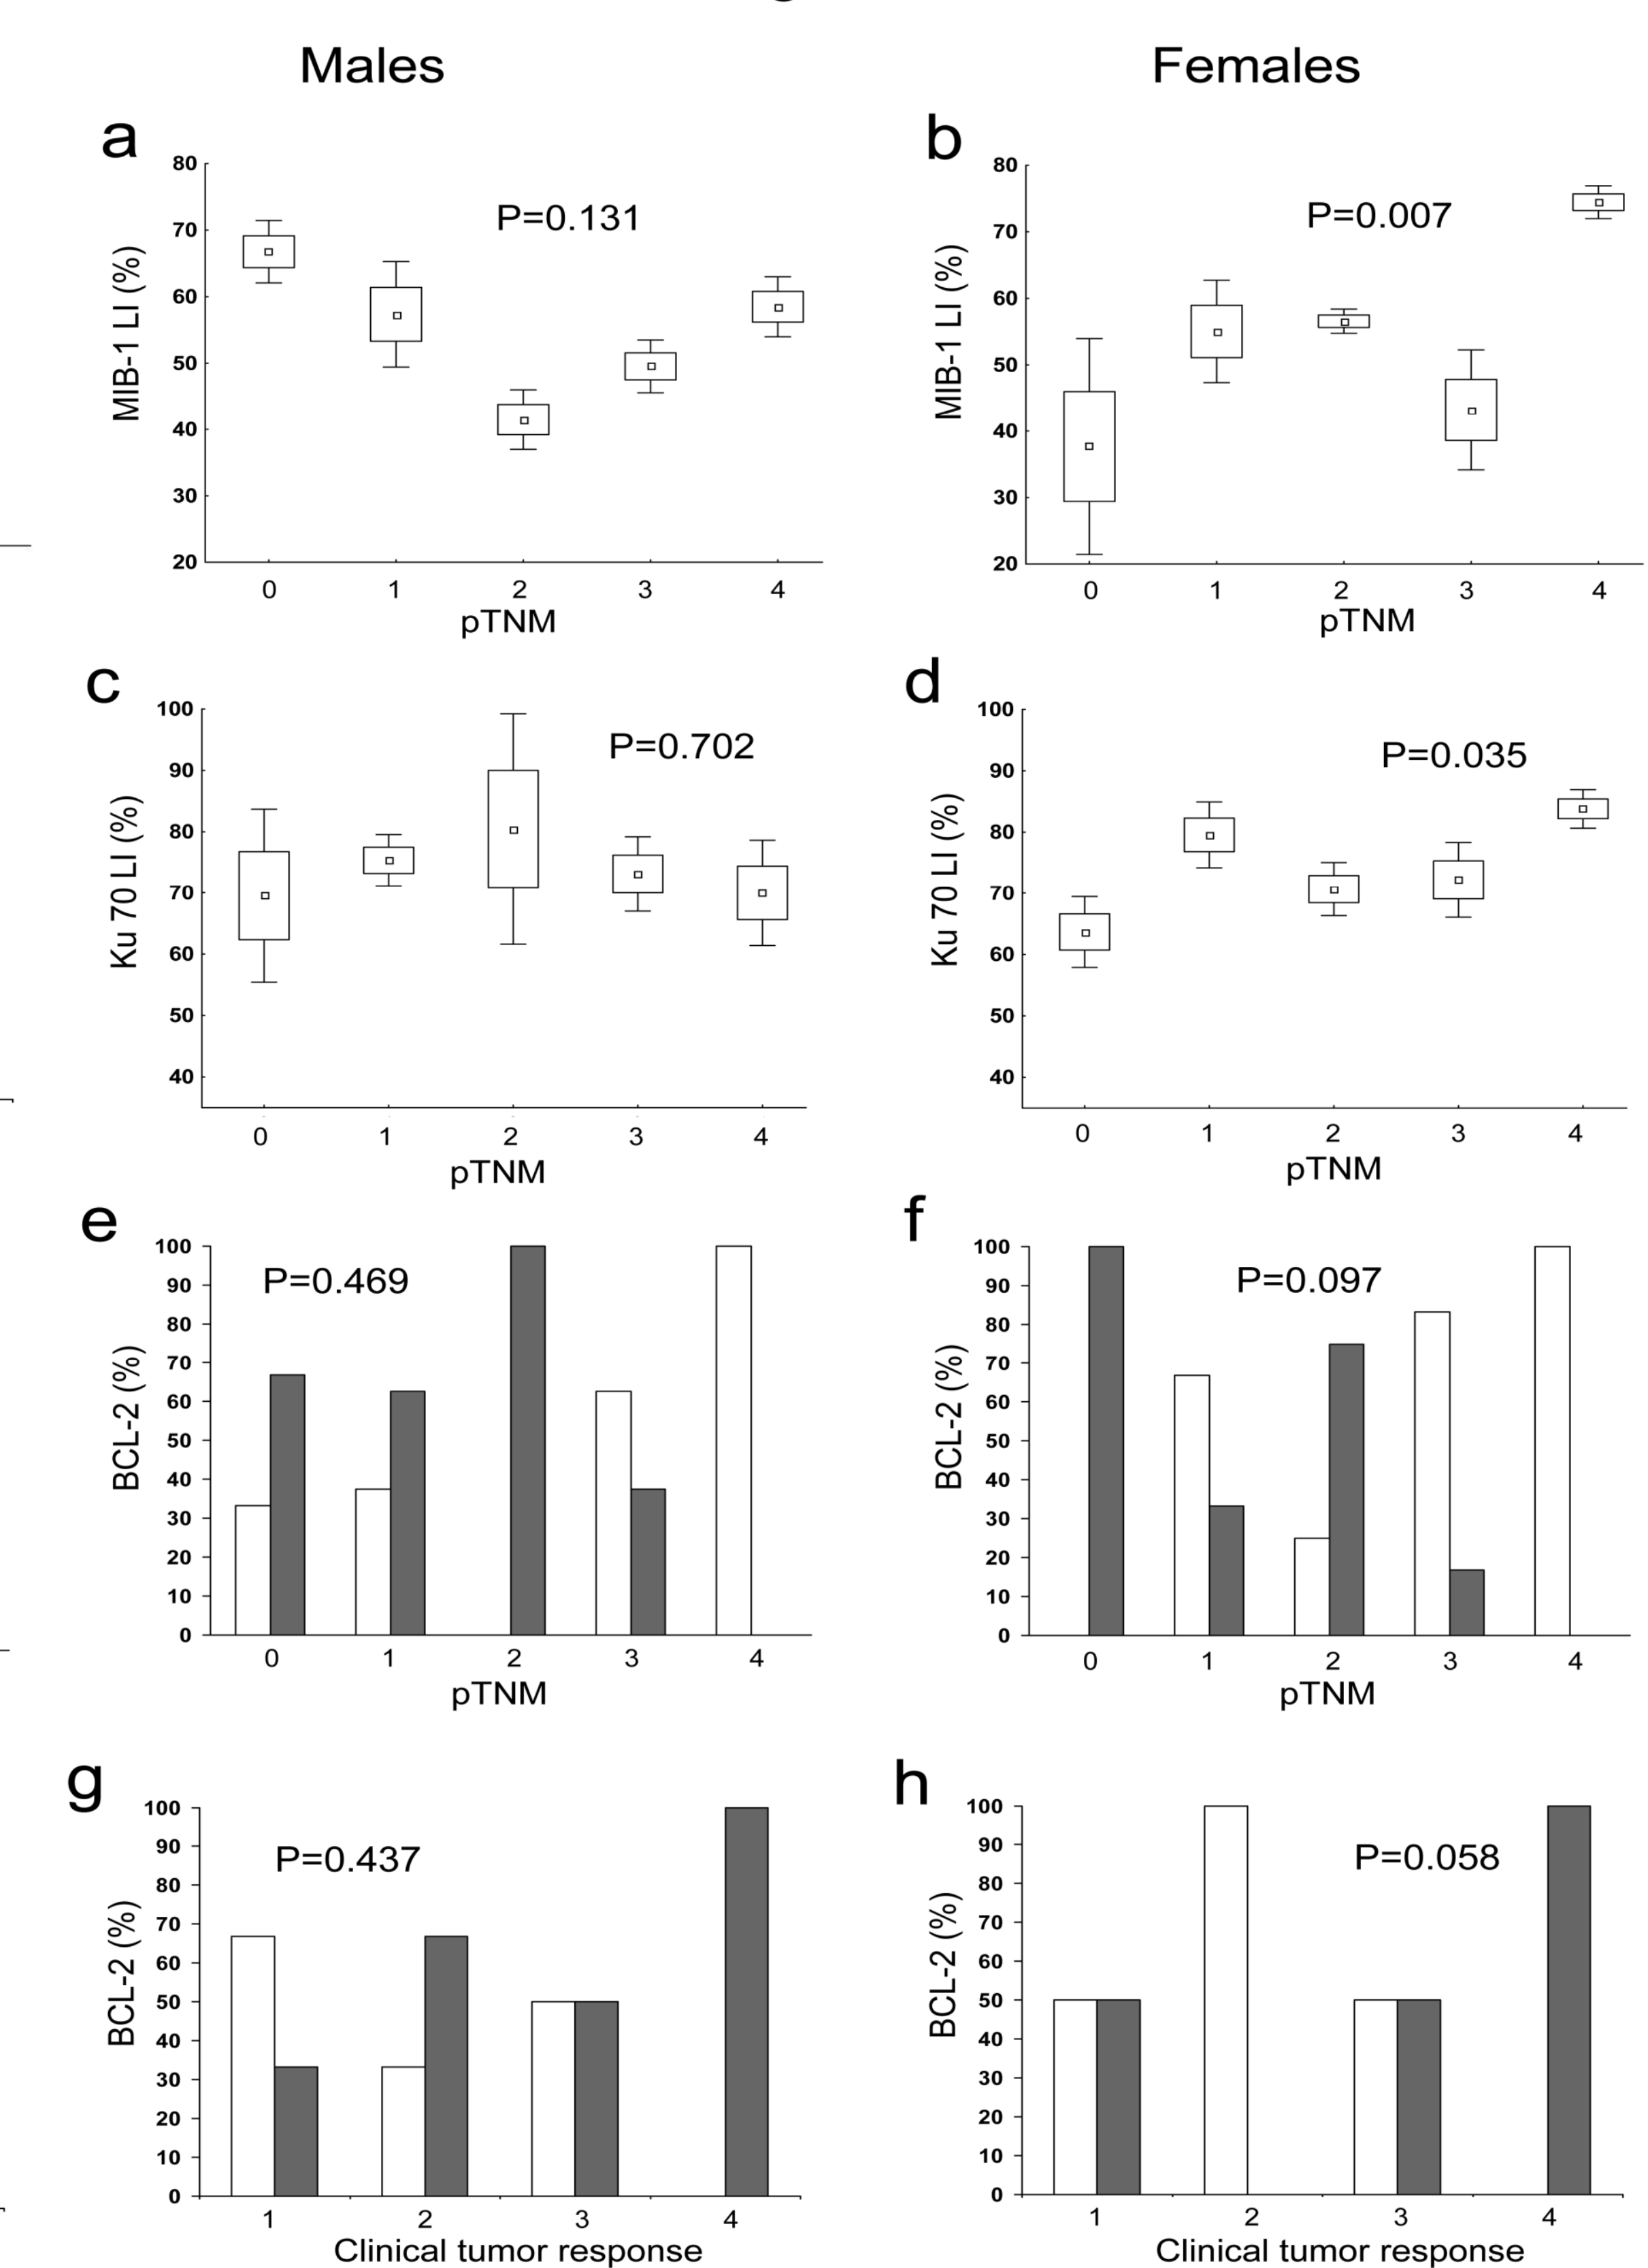 Males
Females
a
80
70
60
50
40
30
20
MIB-1 LI (%)
P=0.131
0 1 2 3 4
pTNM
b
80
70
60
50
40
30
20
MIB-1 LI (%)
P=0.007
0 1 2 3 4
pTNM
c
100
90
80
70
60
50
40
Ku 70 LI (%)
P=0.702
0 1 2 3 4
pTNM
d
100
90
80
70
60
50
40
Ku 70 LI (%)
P=0.035
0 1 2 3 4
pTNM
e
100
90
80
70
60
50
40
30
20
10
0
BCL-2 (%)
P=0.469
0 1 2 3 4
pTNM
f
100
90
80
70
60
50
40
30
20
10
0
BCL-2 (%)
P=0.097
0 1 2 3 4
pTNM
g
100
90
80
70
60
50
40
30
20
10
0
BCL-2 (%)
P=0.437
1 2 3 4
Clinical tumor response
h
100
90
80
70
60
50
40
30
20
10
0
BCL-2 (%)
P=0.058
1 2 3 4
Clinical tumor response